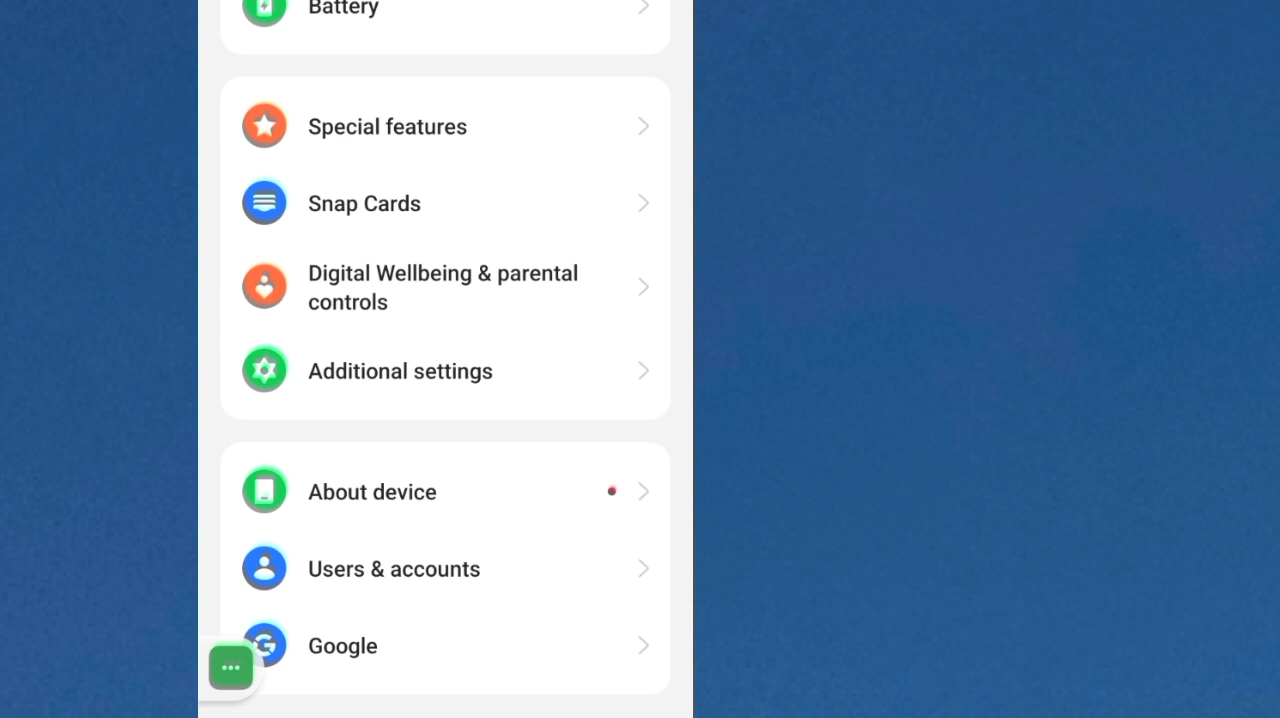 Battery
Special features
Snap Cards
Digital Wellbeing & parental
controls
Additional settings
About device
Users & accounts
Google